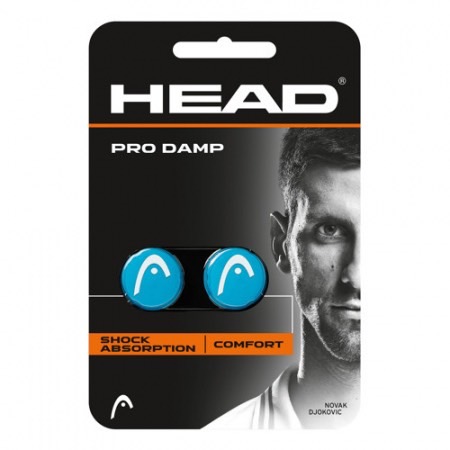 HEAD®
PRO DAMP
SHOCK
ABSORPTION
COMFORT
NOVAK
DJOKOVIC